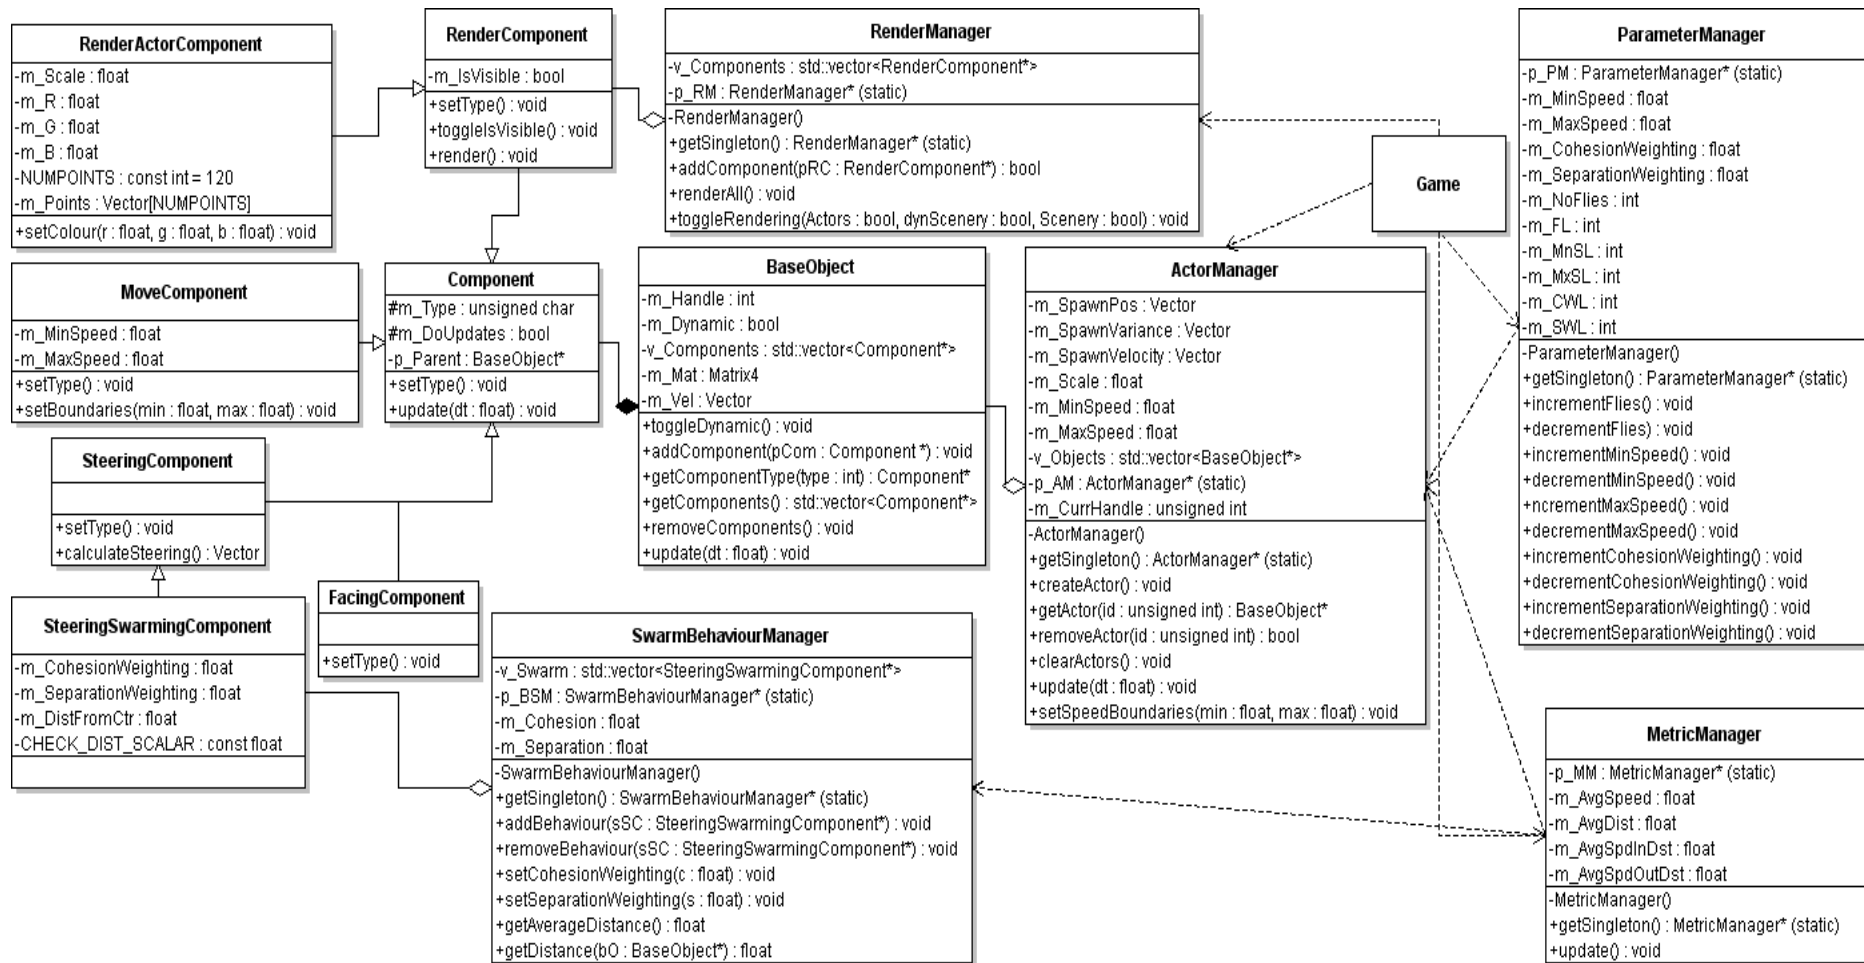 RenderActorComponent
-m_Scale : float
-m_R : float
-m_G : float
-m_B : float
-NUMPOINTS : const int = 120
-m_Points : Vector[NUMPOINTS]
+setColour(r : float, g : float, b : float) : void
RenderComponent
-m_IsVisible : bool
+setType() : void
+toggleIsVisible() : void
+render() : void
RenderManager
-v_Components : std::vector<RenderComponent*>
-p_RM : RenderManager* (static)
-RenderManager()
+getSingleton() : RenderManager* (static)
+addComponent(pRC : RenderComponent*) : bool
+renderAll() : void
+toggleRendering(Actors : bool, dynScenery : bool, Scenery : bool) : void
Game
ParameterManager
-p_PM : ParameterManager* (static)
-m_MinSpeed : float
-m_MaxSpeed : float
-m_CohesionWeighting : float
-m_SeparationWeighting : float
-m_NoFlies : int
-m_FL : int
-m_MnSL : int
-m_MxSL : int
-m_CWL : int
-m_SWL : int
-ParameterManager()
+getSingleton() : ParameterManager* (static)
+incrementFlies() : void
+decrementFlies) : void
+incrementMinSpeed() : void
+decrementMinSpeed() : void
+ncrementMaxSpeed() : void
+decrementMaxSpeed() : void
+incrementCohesionWeighting() : void
+decrementCohesionWeighting() : void
+incrementSeparationWeighting() : void
+decrementSeparationWeighting() : void
MoveComponent
-m_MinSpeed : float
-m_MaxSpeed : float
+setType() : void
+setBoundaries(min : float, max : float) : void
Component
#m_Type : unsigned char
#m_DoUpdates : bool
-p_Parent : BaseObject*
+setType() : void
+update(dt : float) : void
BaseObject
-m_Handle : int
-m_Dynamic : bool
-v_Components : std::vector<Component*>
-m_Mat : Matrix4
-m_Vel : Vector
+toggleDynamic() : void
+addComponent(pCom : Component *) : void
+getComponentType(type : int) : Component*
+getComponents() : std::vector<Component*>
+removeComponents() : void
+update(dt : float) : void
ActorManager
-m_SpawnPos : Vector
-m_SpawnVariance : Vector
-m_SpawnVelocity : Vector
-m_Scale : float
-m_MinSpeed : float
-m_MaxSpeed : float
-v_Objects : std::vector<BaseObject*>
-p_AM : ActorManager* (static)
-m_CurrHandle : unsigned int
-ActorManager()
+getSingleton() : ActorManager* (static)
+createActor() : void
+getActor(id : unsigned int) : BaseObject*
+removeActor(id : unsigned int) : bool
+clearActors() : void
+update(dt : float) : void
+setSpeedBoundaries(min : float, max : float) : void
SteeringComponent
+setType() : void
+calculateSteering() : Vector
FacingComponent
+setType() : void
SteeringSwarmingComponent
-m_CohesionWeighting : float
-m_SeparationWeighting : float
-m_DistFromCtr : float
-CHECK_DIST_SCALAR : const float
SwarmBehaviourManager
-v_Swarm : std::vector<SteeringSwarmingComponent*>
-p_BSM : SwarmBehaviourManager* (static)
-m_Cohesion : float
-m_Separation : float
-SwarmBehaviourManager()
+getSingleton() : SwarmBehaviourManager* (static)
+addBehaviour(sSC : SteeringSwarmingComponent*) : void
+removeBehaviour(sSC : SteeringSwarmingComponent*) : void
+setCohesionWeighting(c : float) : void
+setSeparationWeighting(s : float) : void
+getAverageDistance() : float
+getDistance(bO : BaseObject*) : float
MetricManager
-p_MM : MetricManager* (static)
-m_AvgSpeed : float
-m_AvgDist : float
-m_AvgSpdInDst : float
-m_AvgSpdOutDst : float
-MetricManager()
+getSingleton() : MetricManager* (static)
+update() : void